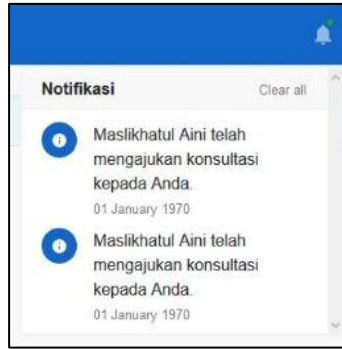 Notifikasi Clear all
Maslikhatul Aini telah
mengajukan konsultasi
kepada Anda.
01 January 1970
Maslikhatul Aini telah
mengajukan konsultasi
kepada Anda.
01 January 1970